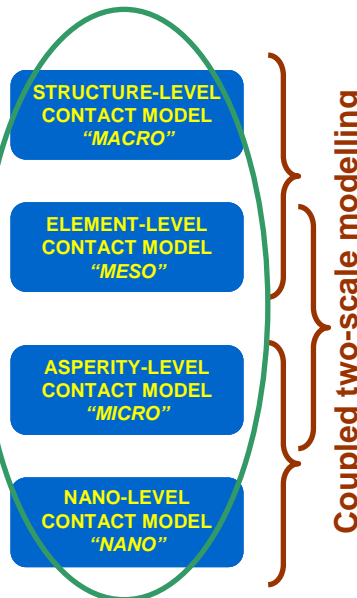 STRUCTURE-LEVEL
CONTACT MODEL
“MACRO”
ELEMENT-LEVEL
CONTACT MODEL
“MESO”
ASPERITY-LEVEL
CONTACT MODEL
“MICRO”
NANO-LEVEL
CONTACT MODEL
“NANO”
Coupled two-scale modelling